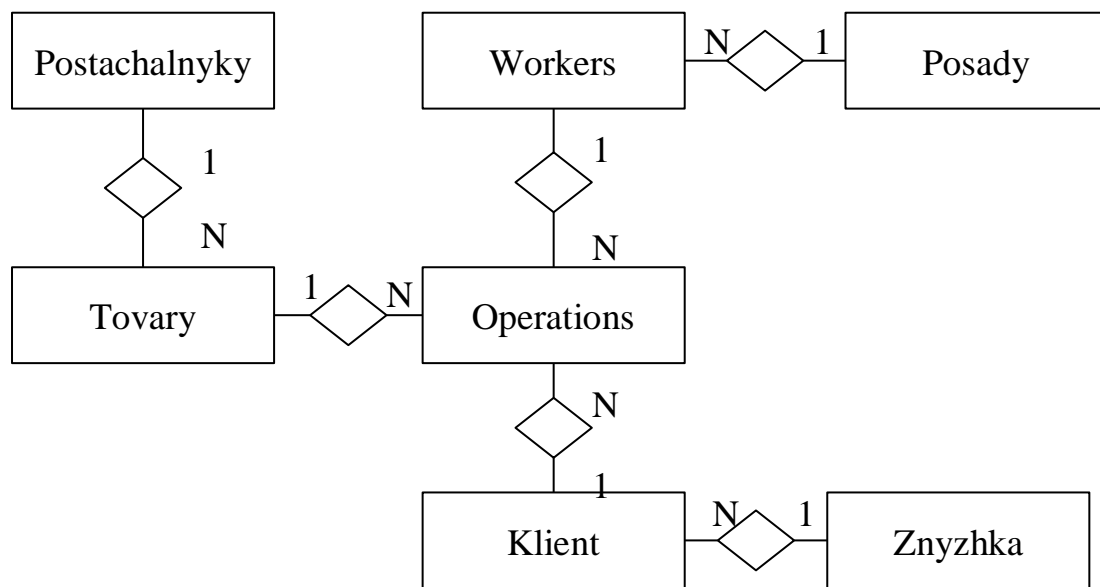 Postachalnyky
Workers
N
1
Posady
1
1
N
N
Tovary
1
N
Operations
N
1
Klient
N
1
Znyzhka